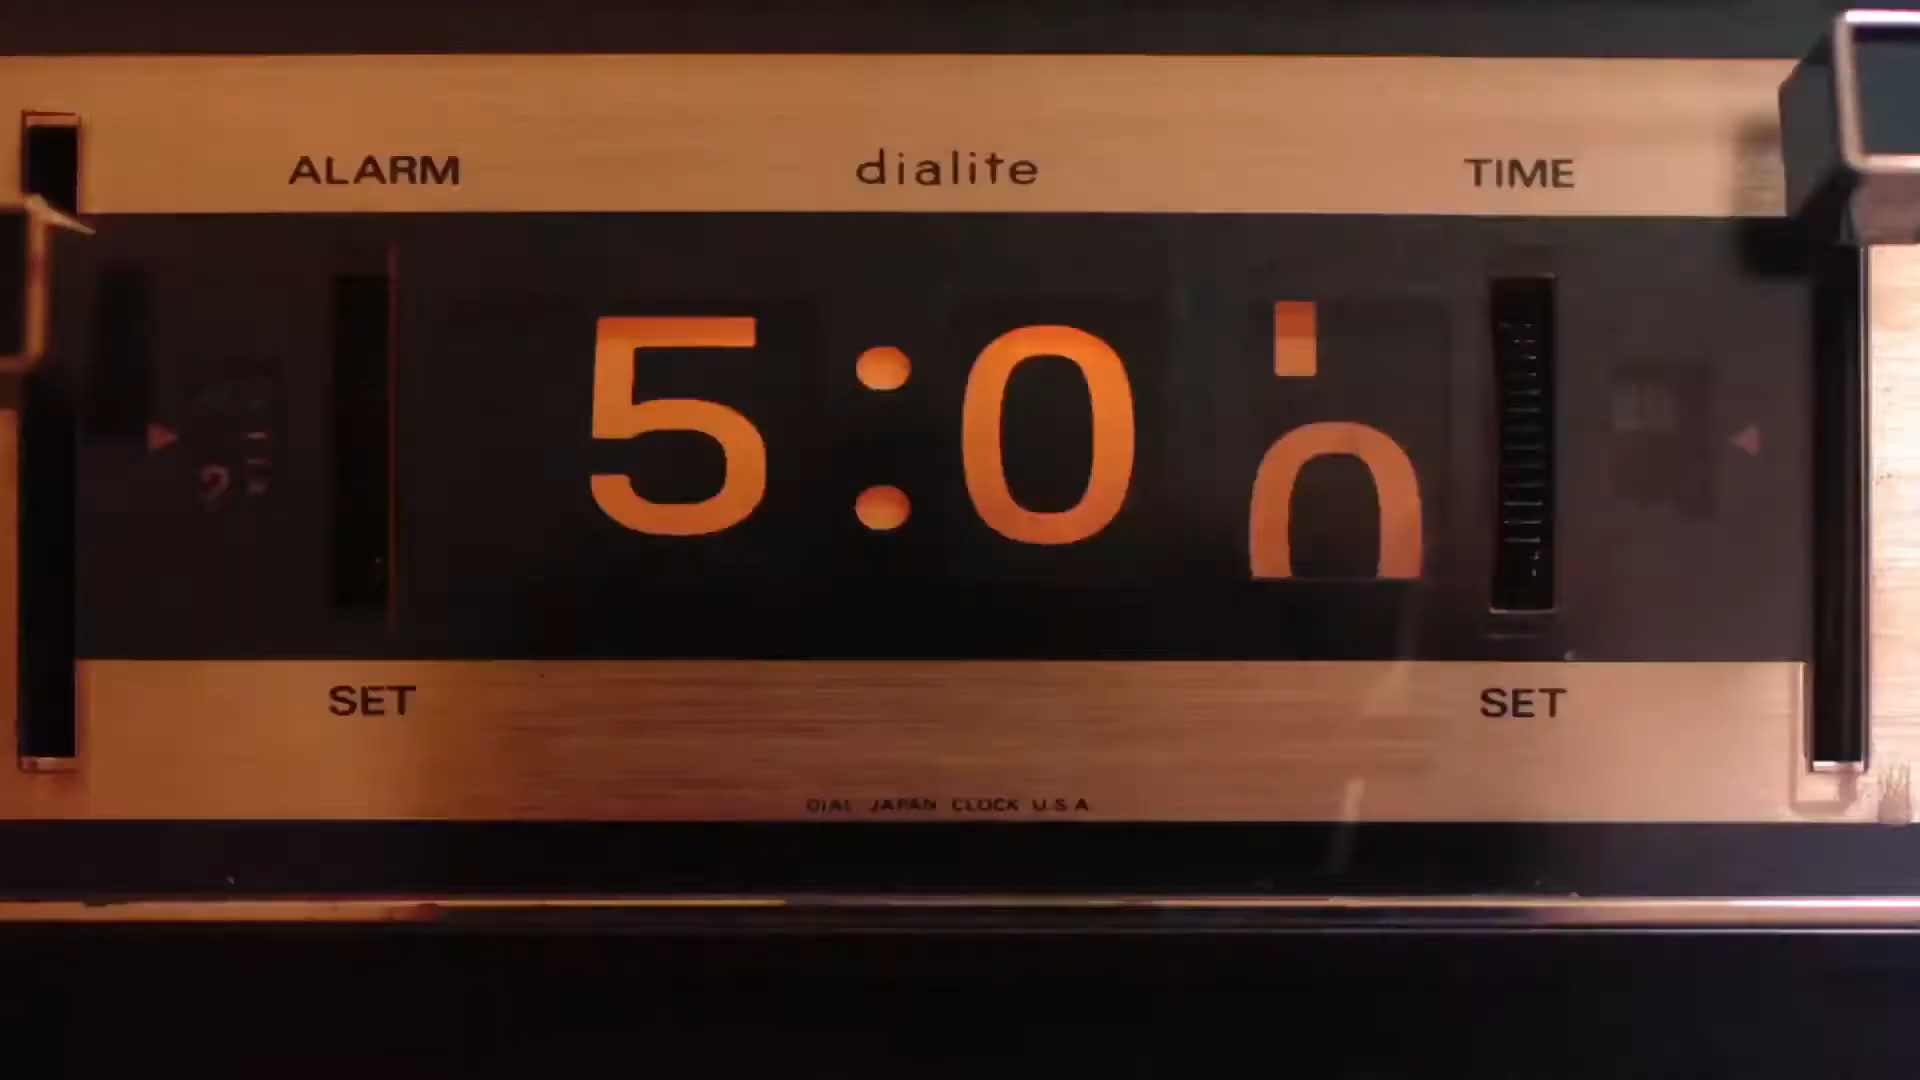 ALARM dialite TIME
5:0
SET SET
DIAL JAPAN CLOCK U.S.A.